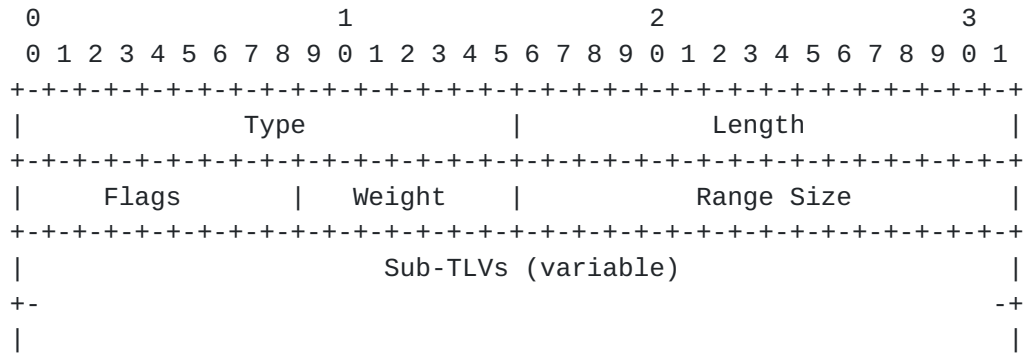 0                   1                   2                   3
 0 1 2 3 4 5 6 7 8 9 0 1 2 3 4 5 6 7 8 9 0 1 2 3 4 5 6 7 8 9 0 1
+-+-+-+-+-+-+-+-+-+-+-+-+-+-+-+-+-+-+-+-+-+-+-+-+-+-+-+-+-+-+-+-+
|              Type             |            Length             |
+-+-+-+-+-+-+-+-+-+-+-+-+-+-+-+-+-+-+-+-+-+-+-+-+-+-+-+-+-+-+-+-+
|     Flags       |   Weight    |           Range Size          |
+-+-+-+-+-+-+-+-+-+-+-+-+-+-+-+-+-+-+-+-+-+-+-+-+-+-+-+-+-+-+-+-+
|                       Sub-TLVs (variable)                     |
+-                                                             -+
|                                                               |